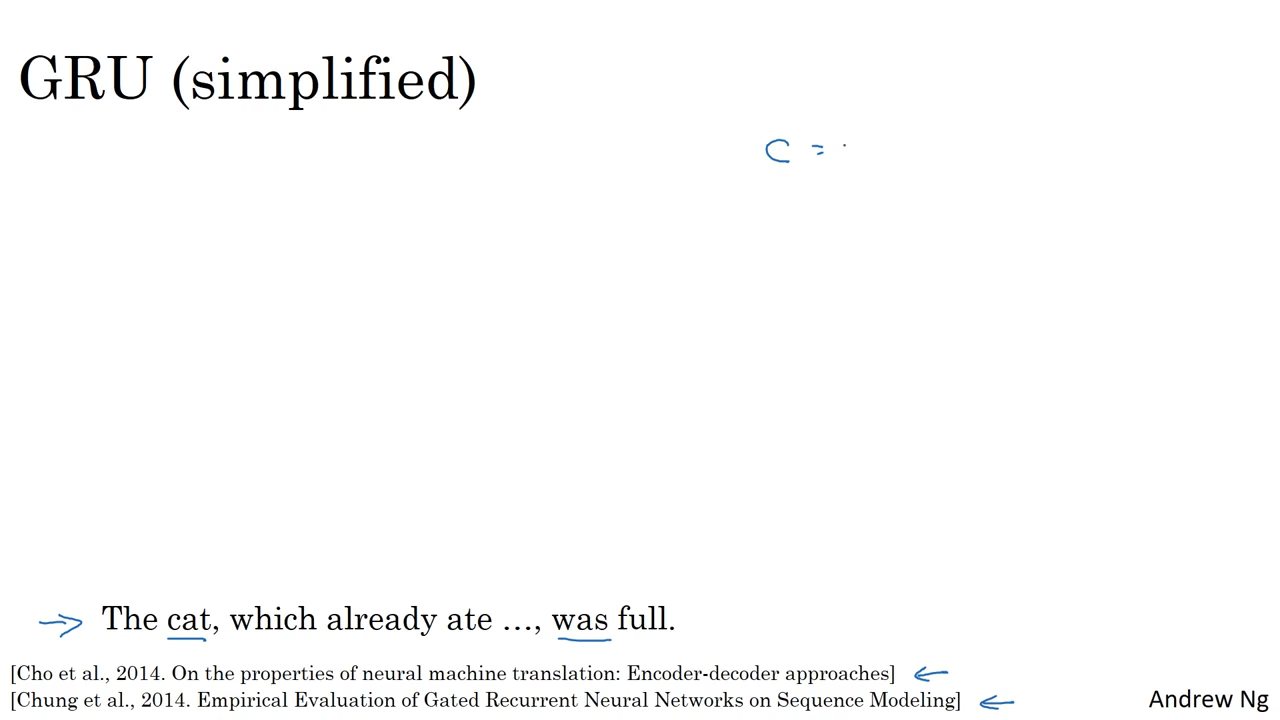 GRU (simplified)
C =
The cat, which already ate ..., was full.
[Cho et al., 2014. On the properties of neural machine translation: Encoder-decoder approaches]
[Chung et al., 2014. Empirical Evaluation of Gated Recurrent Neural Networks on Sequence Modeling]
Andrew Ng